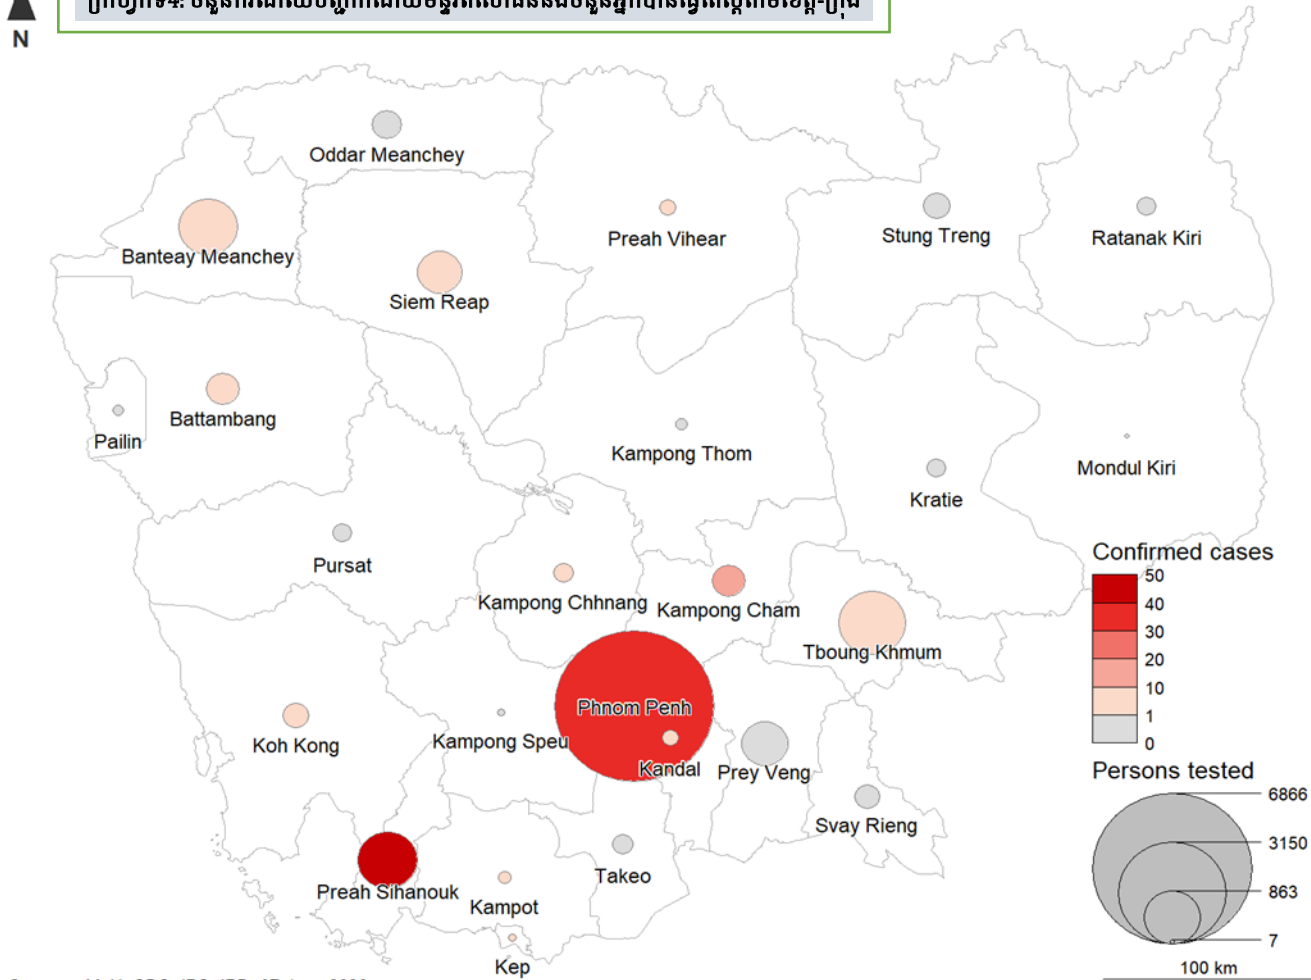 N
Oddar Meanchey
Banteay Meanchey
Siem Reap
Preah Vihear
Stung Treng
Ratanak Kiri
Battambang
Pailin
Kampong Thom
Kratie
Mondul Kiri
Pursat
Kampong Chhnang
Kampong Cham
Tboung Khmum
Phnom Penh
Koh Kong
Kampong Speu
Kandal
Prey Veng
Svay Rieng
Preah Sihanouk
Kampot
Takeo
Kep
Confirmed cases
50
40
30
20
10
1
0
Persons tested
6866
3150
863
7
100 km